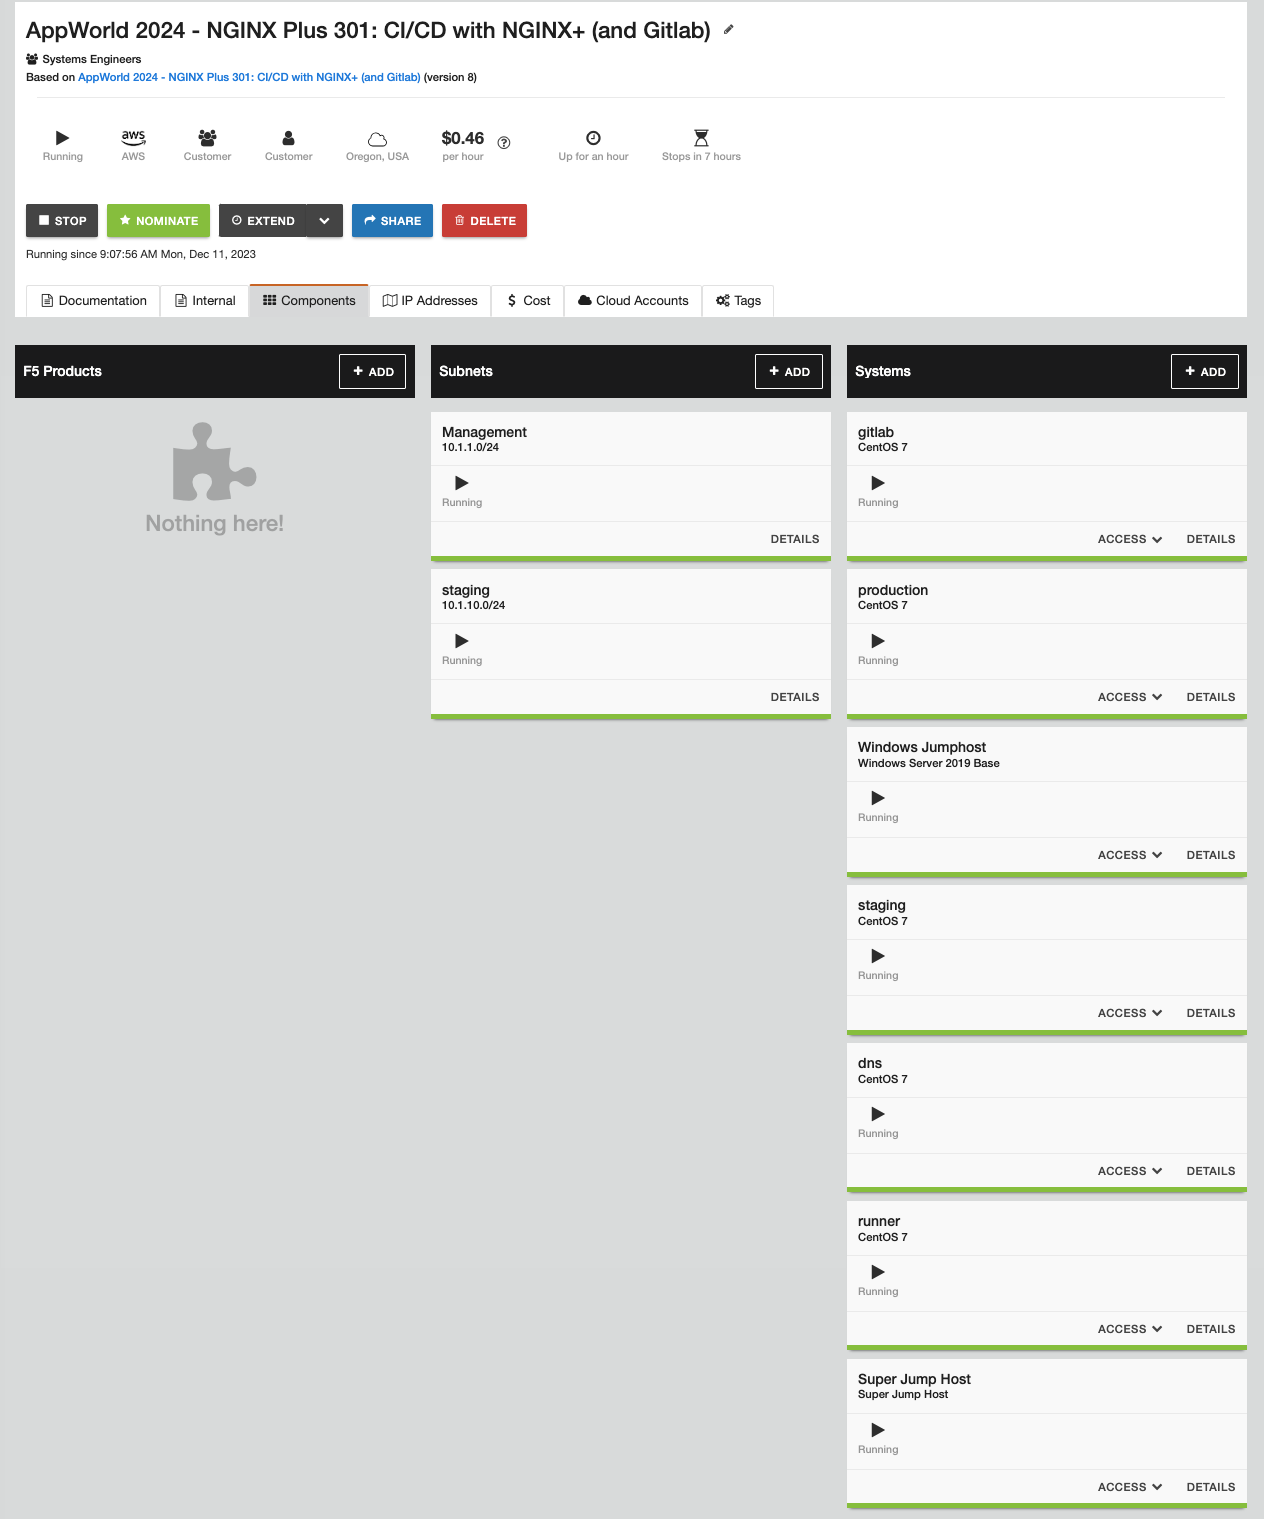 AppWorld 2024 - NGINX Plus 301: CI/CD with NGINX+ (and Gitlab)
Systems Engineers
Based on AppWorld 2024 - NGINX Plus 301: CI/CD with NGINX+ (and Gitlab) (version 8)
aws $0.46
Running AWS Customer Customer Oregon, USA per hour Up for an hour Stops in 7 hours
STOP NOMINATE EXTEND SHARE DELETE
Running since 9:07:56 AM Mon, Dec 11, 2023
Documentation Internal Components IP Addresses $ Cost Cloud Accounts Tags
F5 Products + ADD
Nothing here!
Subnets + ADD
Management
10.1.1.0/24
Running
DETAILS
staging
10.1.10.0/24
Running
DETAILS
Systems + ADD
gitlab
CentOS 7
Running
ACCESS DETAILS
production
CentOS 7
Running
ACCESS DETAILS
Windows Jumphost
Windows Server 2019 Base
Running
ACCESS DETAILS
staging
CentOS 7
Running
ACCESS DETAILS
dns
CentOS 7
Running
ACCESS DETAILS
runner
CentOS 7
Running
ACCESS DETAILS
Super Jump Host
Super Jump Host
Running
ACCESS DETAILS